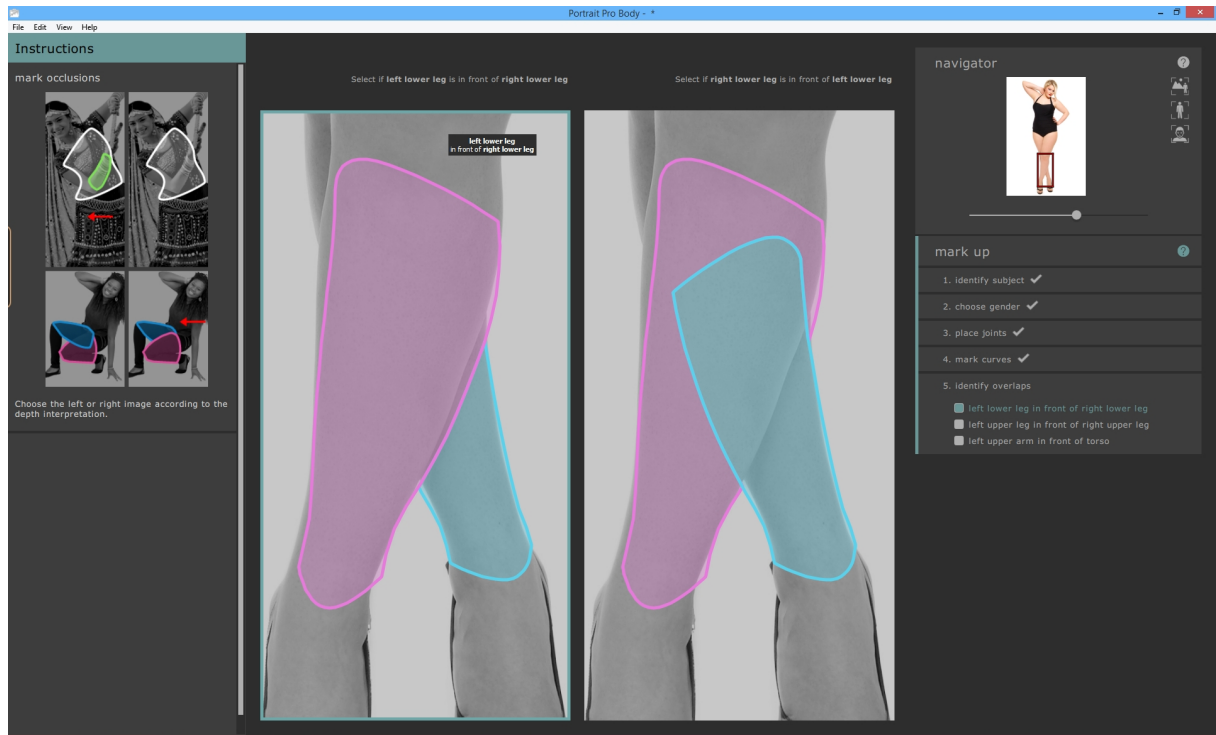 Portrait Pro Body - *
File Edit View Help
Instructions
mark occlusions
Choose the left or right image according to the
depth interpretation.
Select if left lower leg is in front of right lower leg
left lower leg
in front of right lower leg
Select if right lower leg is in front of left lower leg
navigator
?
mark up
?
1. identify subject
2. choose gender
3. place joints
4. mark curves
5. identify overlaps
left lower leg in front of right lower leg
left upper leg in front of right upper leg
left upper arm in front of torso